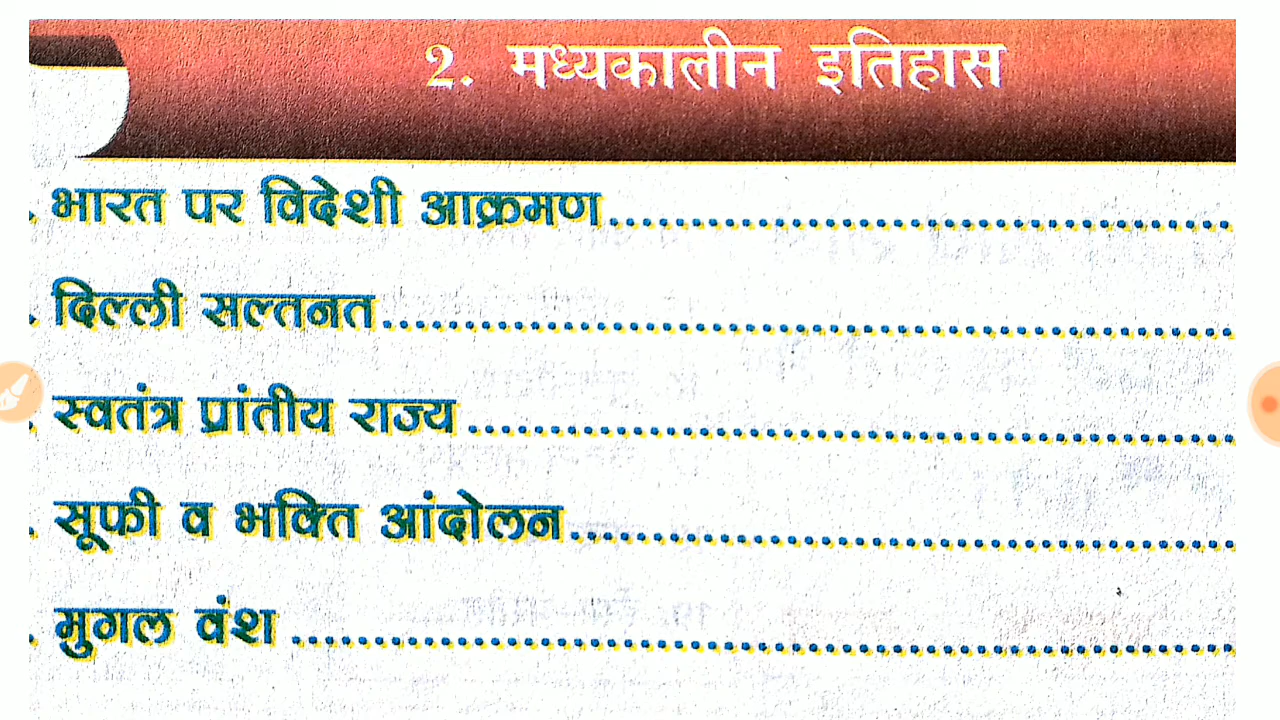 2. मध्यकालीन इतिहास
. भारत पर विदेशी आक्रमण........................................................
. दिल्ली सल्तनत........................................................................
. स्वतंत्र प्रांतीय राज्य................................................................
. सूफी व भक्ति आंदोलन..........................................................
. मुगल वंश ..............................................................................